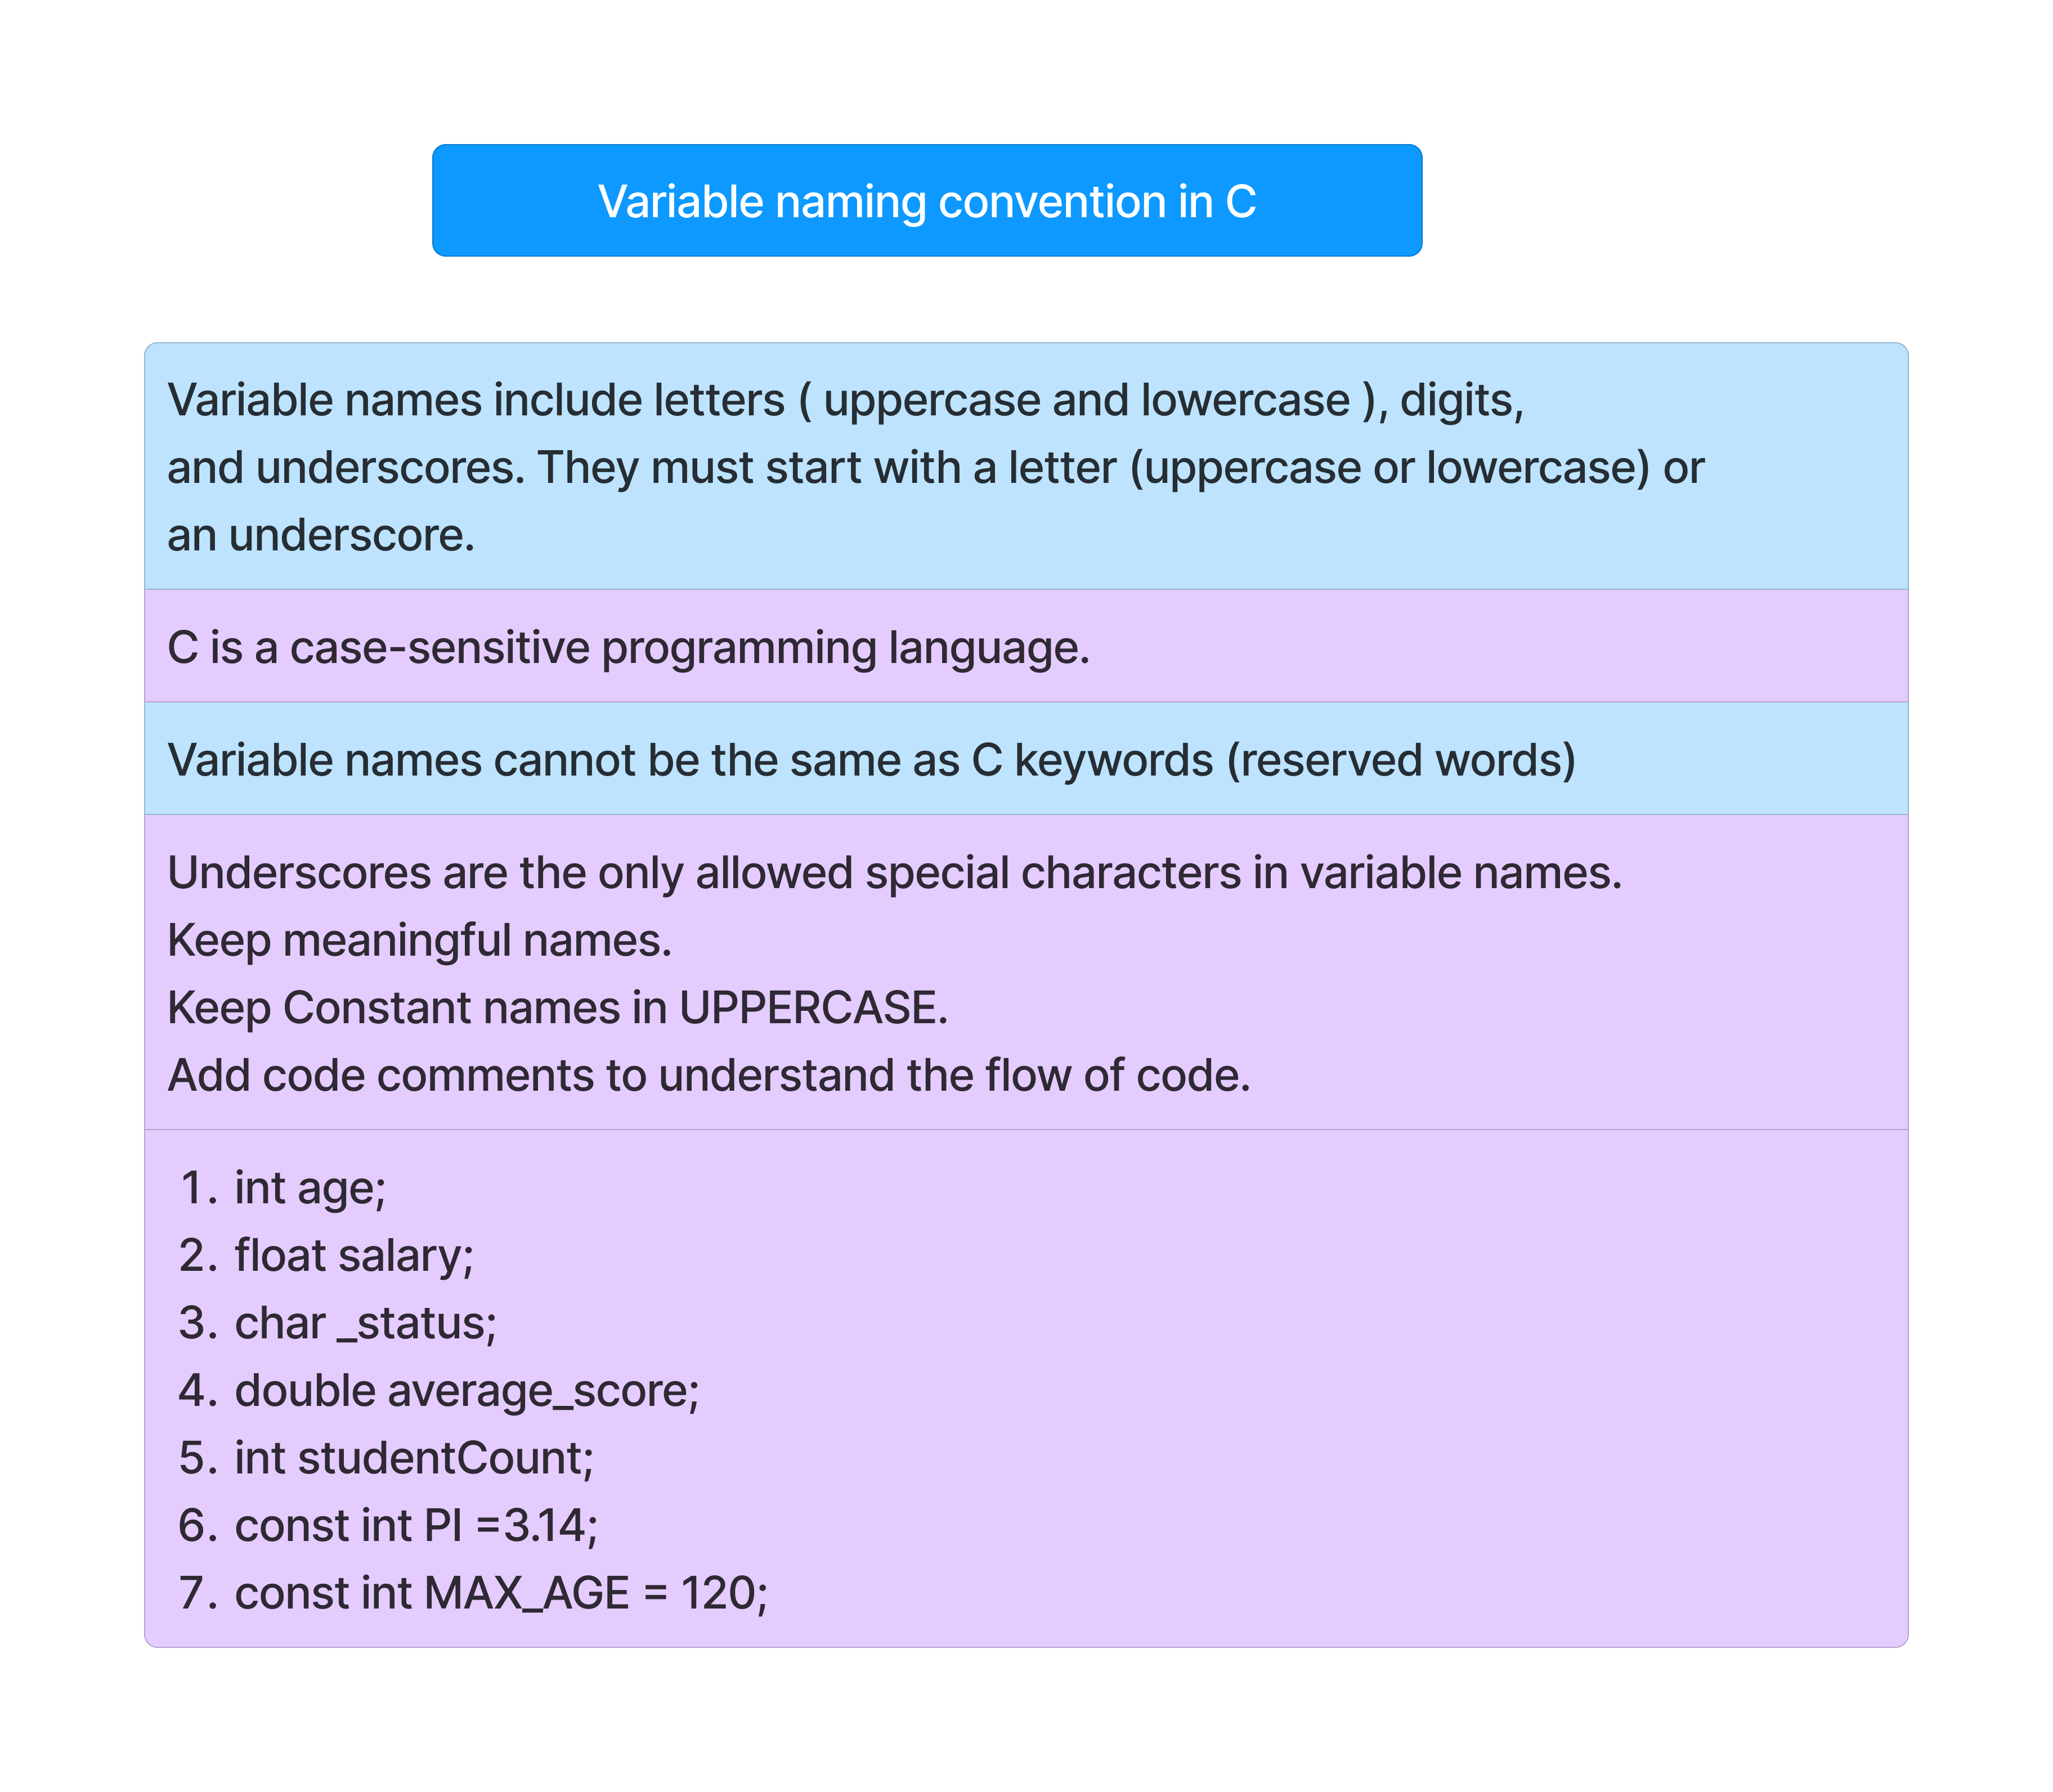 Variable naming convention in C
Variable names include letters ( uppercase and lowercase ), digits,
and underscores. They must start with a letter (uppercase or lowercase) or
an underscore.
C is a case-sensitive programming language.
Variable names cannot be the same as C keywords (reserved words)
Underscores are the only allowed special characters in variable names.
Keep meaningful names.
Keep Constant names in UPPERCASE.
Add code comments to understand the flow of code.
1. int age;
2. float salary;
3. char _status;
4. double average_score;
5. int studentCount;
6. const int PI =3.14;
7. const int MAX_AGE = 120;